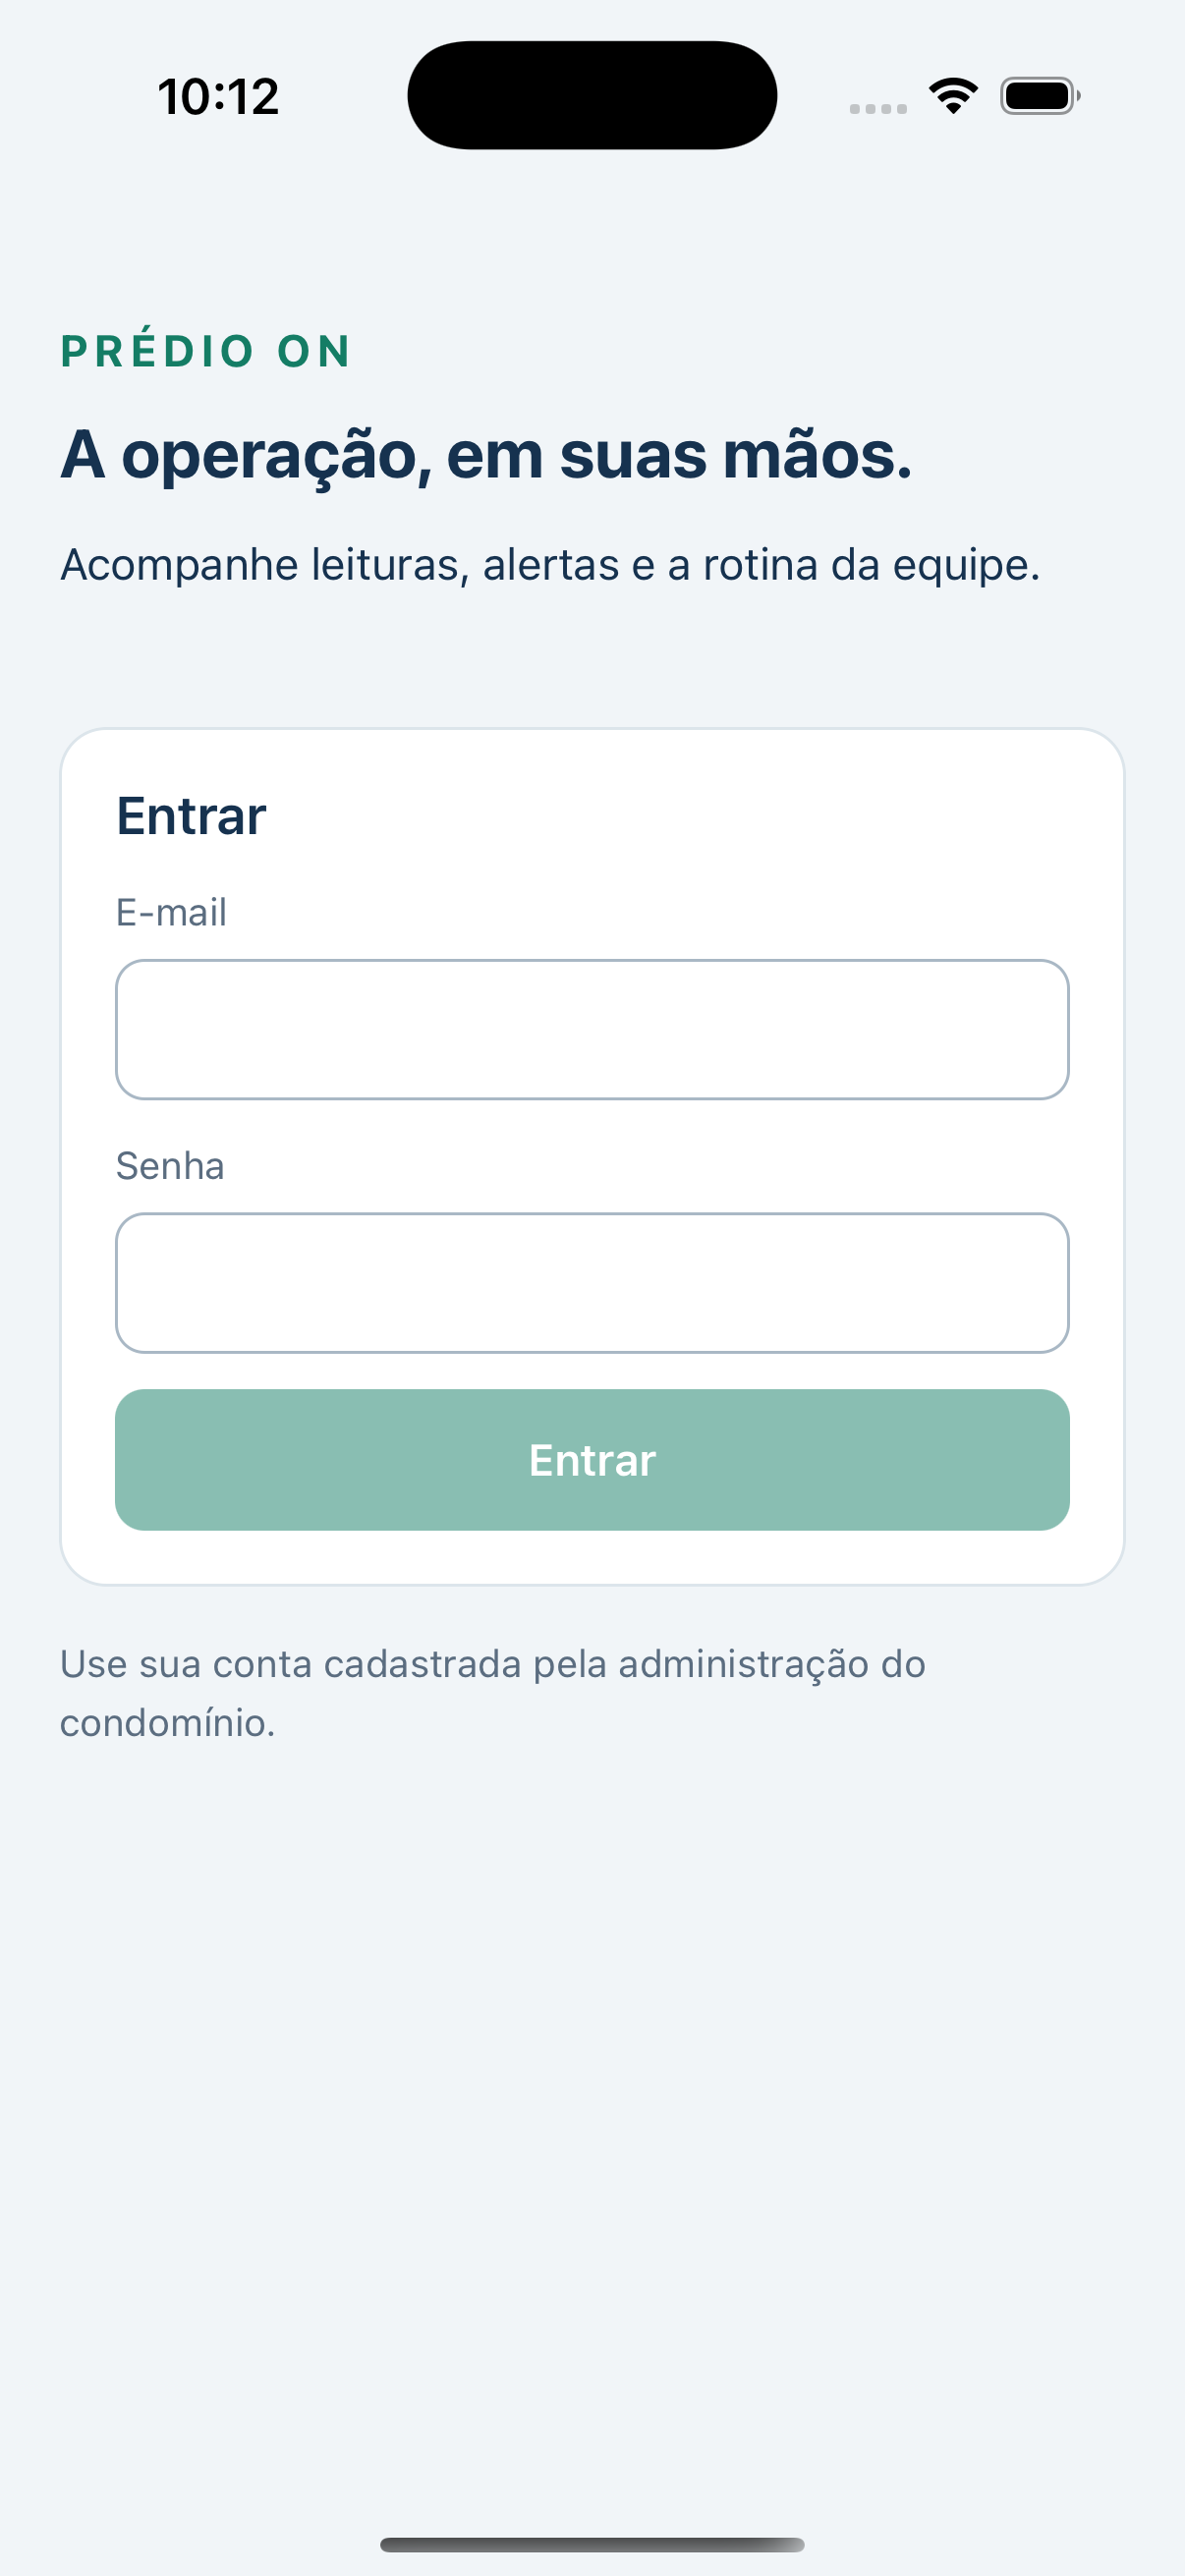 10:12
PRÉDIO ON
A operação, em suas mãos.
Acompanhe leituras, alertas e a rotina da equipe.
Entrar
E-mail
Senha
Entrar
Use sua conta cadastrada pela administração do
condomínio.